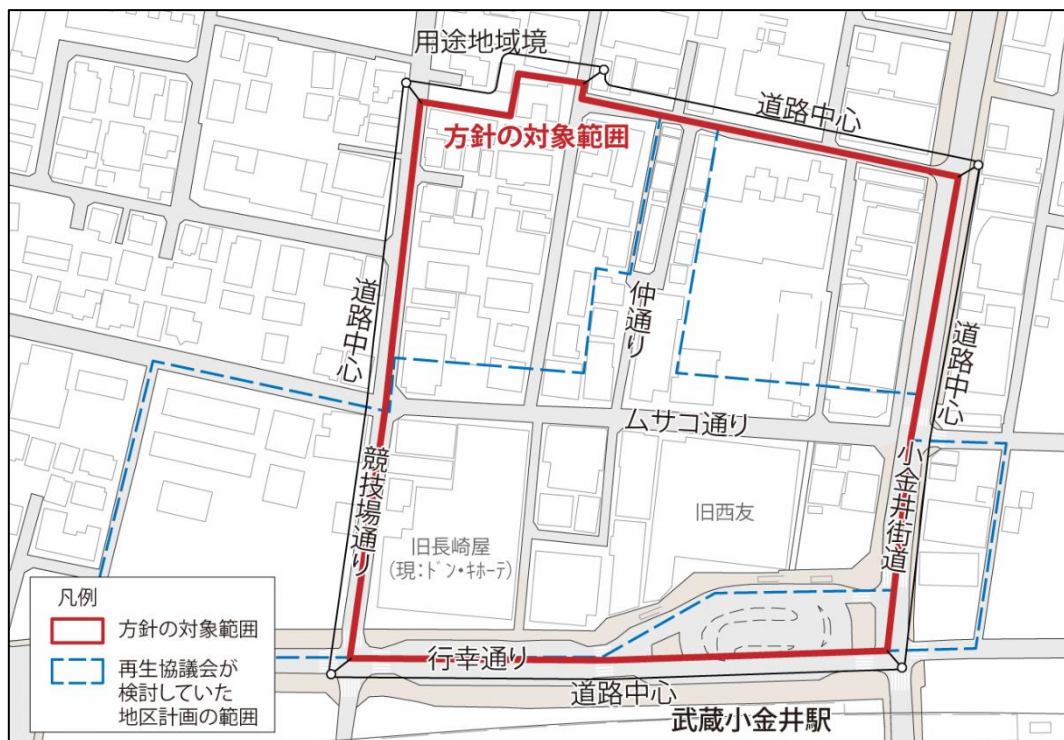 用途地域境
道路中心
方針の対象範囲
道路中心
仲通り
道路中心
ムサコ通り
競技場通り
小金井街道
旧西友
旧長崎屋
(現:ドン・キホーテ)
凡例
方針の対象範囲
再生協議会が
検討していた
地区計画の範囲
行幸通り
道路中心
武蔵小金井駅